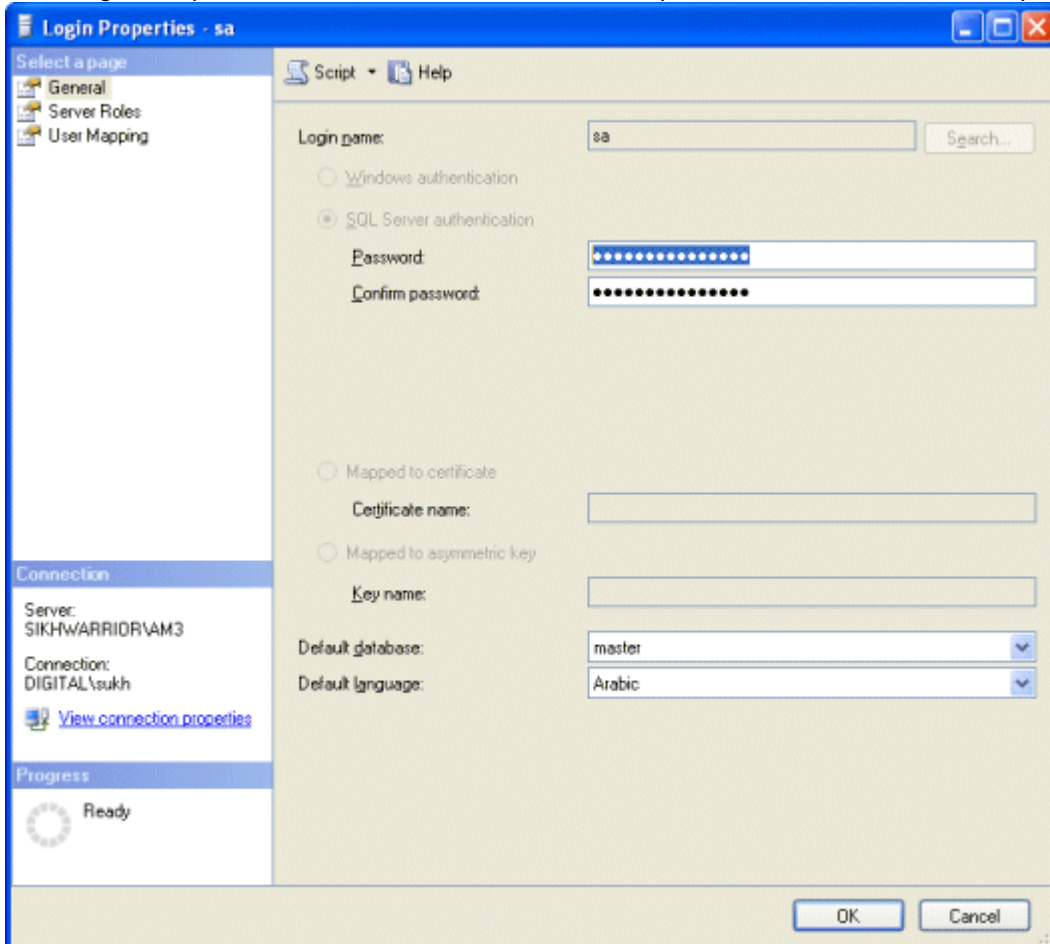 Login Properties - sa
Select a page
General
Server Roles
User Mapping
Script
Help
Login name:
sa
Search...
Windows authentication
SQL Server authentication
Password:
●●●●●●●●●●●●●●●
Confirm password:
●●●●●●●●●●●●●●●
Mapped to certificate
Certificate name:
Mapped to asymmetric key
Key name:
Default database:
master
Default language:
Arabic
Connection
Server:
SIKHWARRIOR\AM3
Connection:
DIGITAL\sukh
View connection properties
Progress
Ready
OK
Cancel